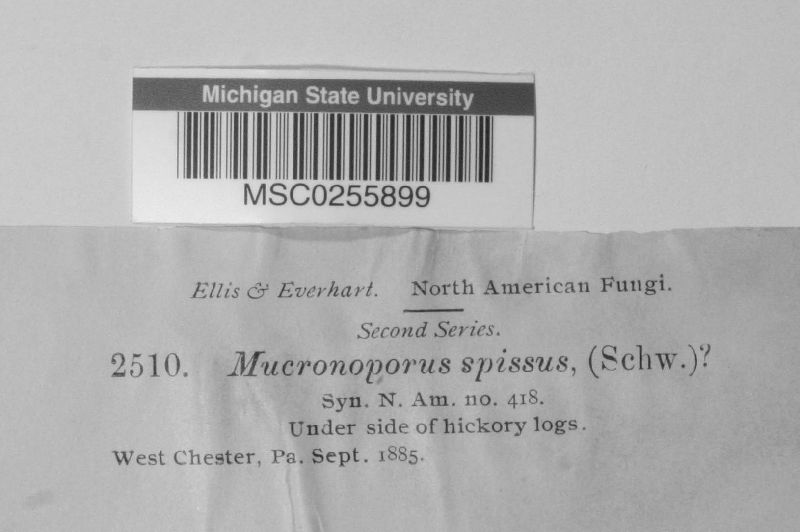 Michigan State University
MSC0255899
Ellis & Everhart. North American Fungi.
Second Series.
2510. Mucronoporus spissus, (Schw.)?
Syn. N. Am. no. 418.
Under side of hickory logs.
West Chester, Pa. Sept. 1885.